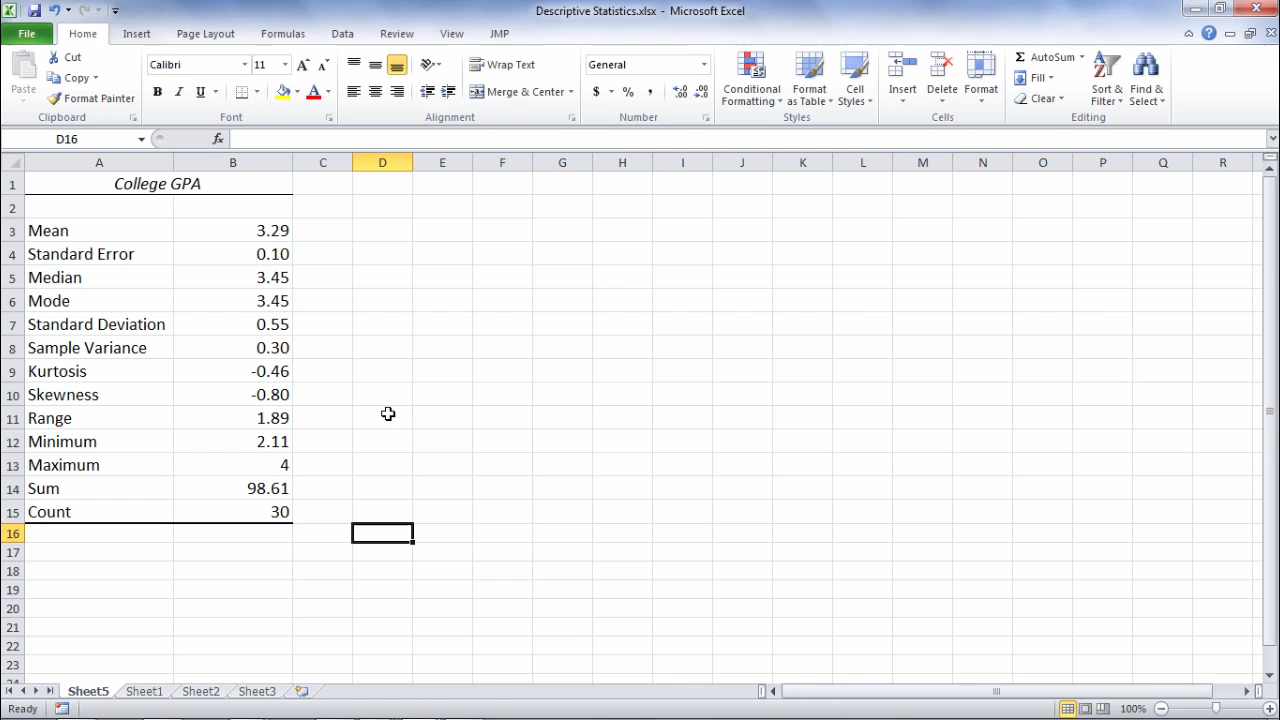 Descriptive Statistics.xlsx - Microsoft Excel
File Home Insert Page Layout Formulas Data Review View JMP
Paste
Cut
Copy
Format Painter
Clipboard
Calibri 11
B I U
Font
Wrap Text
Merge & Center
Alignment
General
$ % ,
Number
Conditional Formatting
Format as Table
Cell Styles
Styles
Insert
Delete
Format
Cells
Σ AutoSum
Fill
Clear
Sort & Filter
Find & Select
Editing
D16 fx
A B C D E F G H I J K L M N O P Q R
1 College GPA
2
3 Mean 3.29
4 Standard Error 0.10
5 Median 3.45
6 Mode 3.45
7 Standard Deviation 0.55
8 Sample Variance 0.30
9 Kurtosis -0.46
10 Skewness -0.80
11 Range 1.89
12 Minimum 2.11
13 Maximum 4
14 Sum 98.61
15 Count 30
16
17
18
19
20
21
22
23
Sheet5 Sheet1 Sheet2 Sheet3
Ready 100%